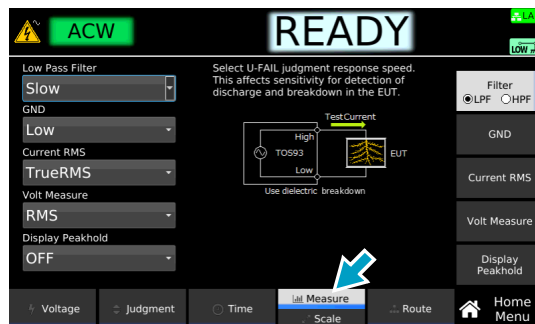 ACW
READY
LA
LOW
Low Pass Filter
Slow
GND
Low
Current RMS
TrueRMS
Volt Measure
RMS
Display Peakhold
OFF
Select U-FAIL judgment response speed.
This affects sensitivity for detection of
discharge and breakdown in the EUT.
TestCurrent
High
TOS93
EUT
Low
Use dielectric breakdown
Filter
LPF HPF
GND
Current RMS
Volt Measure
Display
Peakhold
Voltage
Judgment
Time
Measure
Scale
Route
Home
Menu